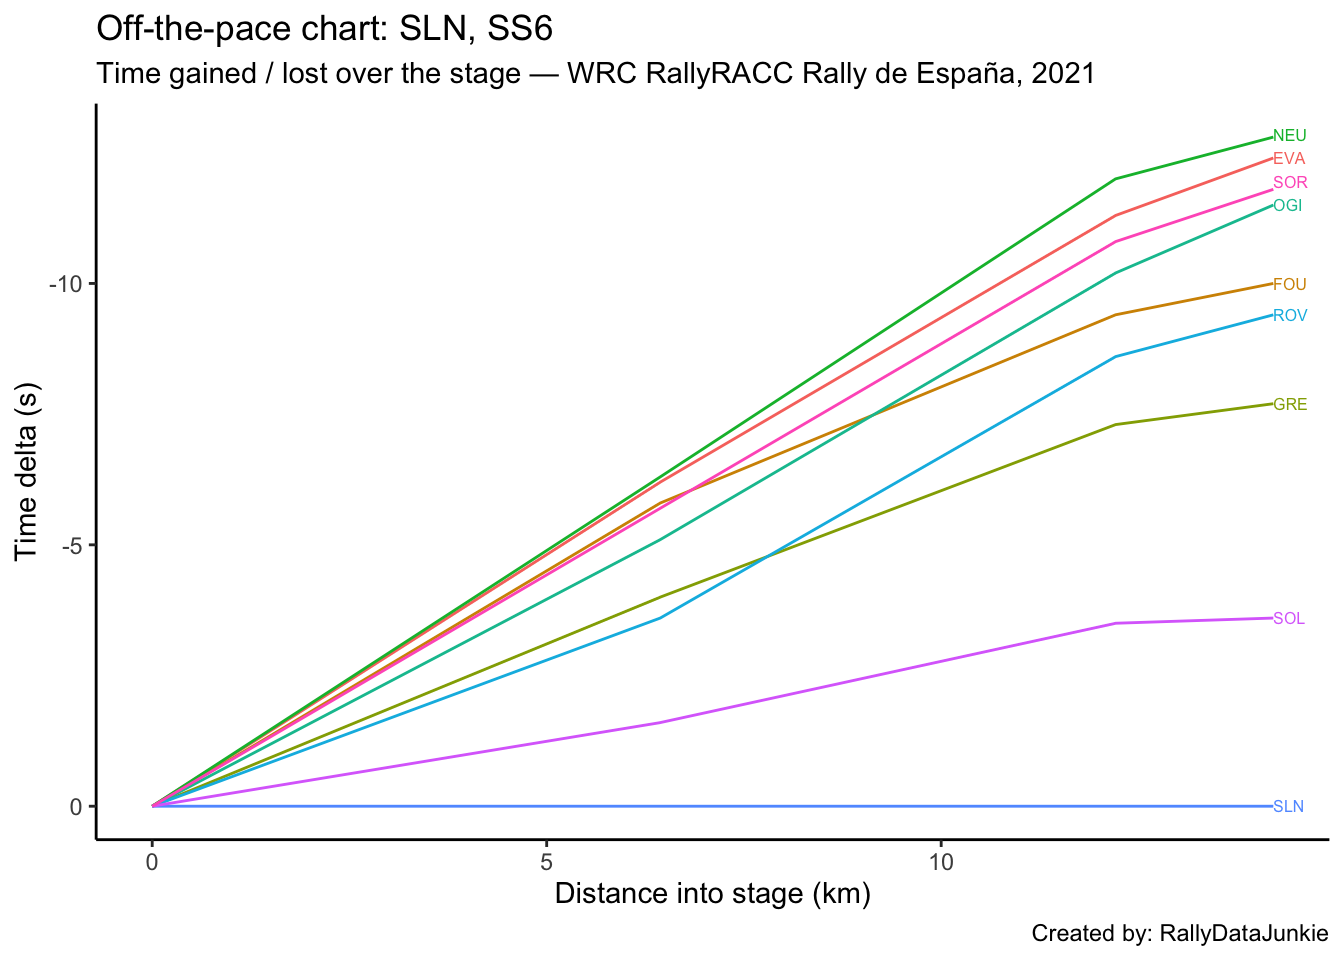 Off-the-pace chart: SLN, SS6
Time gained / lost over the stage — WRC RallyRACC Rally de España, 2021
NEU
EVA
SOR
OGI
-10
FOU
ROV
GRE
Time delta (s)
-5
SOL
0
SLN
0 5 10
Distance into stage (km)
Created by: RallyDataJunkie